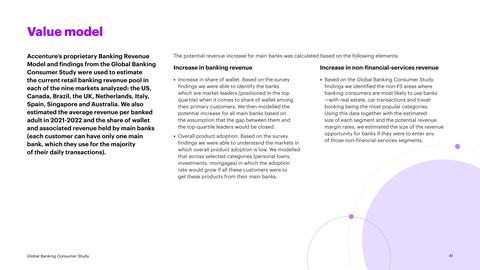 Value model
Accenture's proprietary Banking Revenue
Model and findings from the Global Banking
Consumer Study were used to estimate
the current retail banking revenue pool in
each of the nine markets analyzed: the US,
Canada, Brazil, the UK, Netherlands, Italy,
Spain, Singapore and Australia. We also
estimated the average revenue per banked
adult in 2021-2022 and the share of wallet
and associated revenue held by main banks
(each customer can have only one main
bank, which they use for the majority
of their daily transactions).
The potential revenue increase for main banks was calculated based on the following elements:
Increase in banking revenue
• Increase in share of wallet. Based on the survey
findings we were able to identify the banks
which are market leaders (positioned in the top
quartile) when it comes to share of wallet among
their primary customers. We then modelled the
potential increase for all main banks based on
the assumption that the gap between them and
the top-quartile leaders would be closed.
• Overall product adoption. Based on the survey
findings we were able to understand the markets in
which overall product adoption is low. We modelled
that across selected categories (personal loans,
investments, mortgages) in which the adoption
rate would grow if all these customers were to
get these products from their main banks.
Increase in non-financial-services revenue
• Based on the Global Banking Consumer Study
findings we identified the non-FS areas where
banking consumers are most likely to use banks
—with real estate, car transactions and travel
booking being the most popular categories.
Using this data together with the estimated
size of each segment and the potential revenue
margin rates, we estimated the size of the revenue
opportunity for banks if they were to enter any
of those non-financial-services segments.
Global Banking Consumer Study
41